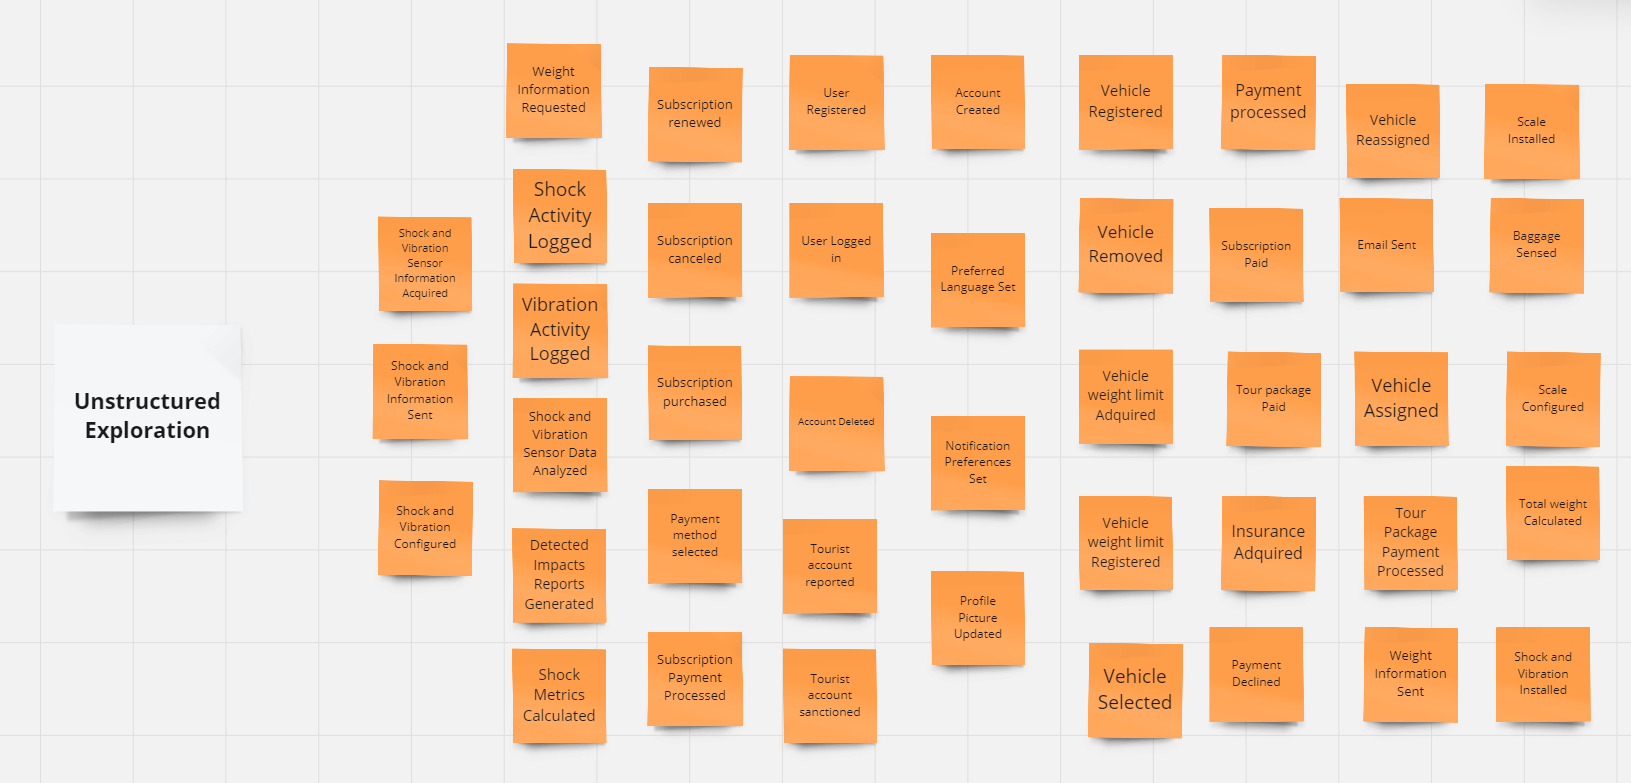 Unstructured
Exploration
Shock and
Vibration
Sensor
Information
Acquired
Shock and
Vibration
Information
Sent
Shock and
Vibration
Configured
Weight
Information
Requested
Shock
Activity
Logged
Vibration
Activity
Logged
Shock and
Vibration
Sensor Data
Analyzed
Detected
Impacts
Reports
Generated
Shock
Metrics
Calculated
Subscription
renewed
Subscription
canceled
Subscription
purchased
Payment
method
selected
Subscription
Payment
Processed
User
Registered
User Logged
in
Account Deleted
Tourist
account
reported
Tourist
account
sanctioned
Account
Created
Preferred
Language Set
Notification
Preferences
Set
Profile
Picture
Updated
Vehicle
Registered
Vehicle
Removed
Vehicle
weight limit
Adquired
Vehicle
weight limit
Registered
Vehicle
Selected
Payment
processed
Subscription
Paid
Tour package
Paid
Insurance
Adquired
Payment
Declined
Vehicle
Reassigned
Email Sent
Vehicle
Assigned
Tour
Package
Payment
Processed
Weight
Information
Sent
Scale
Installed
Baggage
Sensed
Scale
Configured
Total weight
Calculated
Shock and
Vibration
Installed